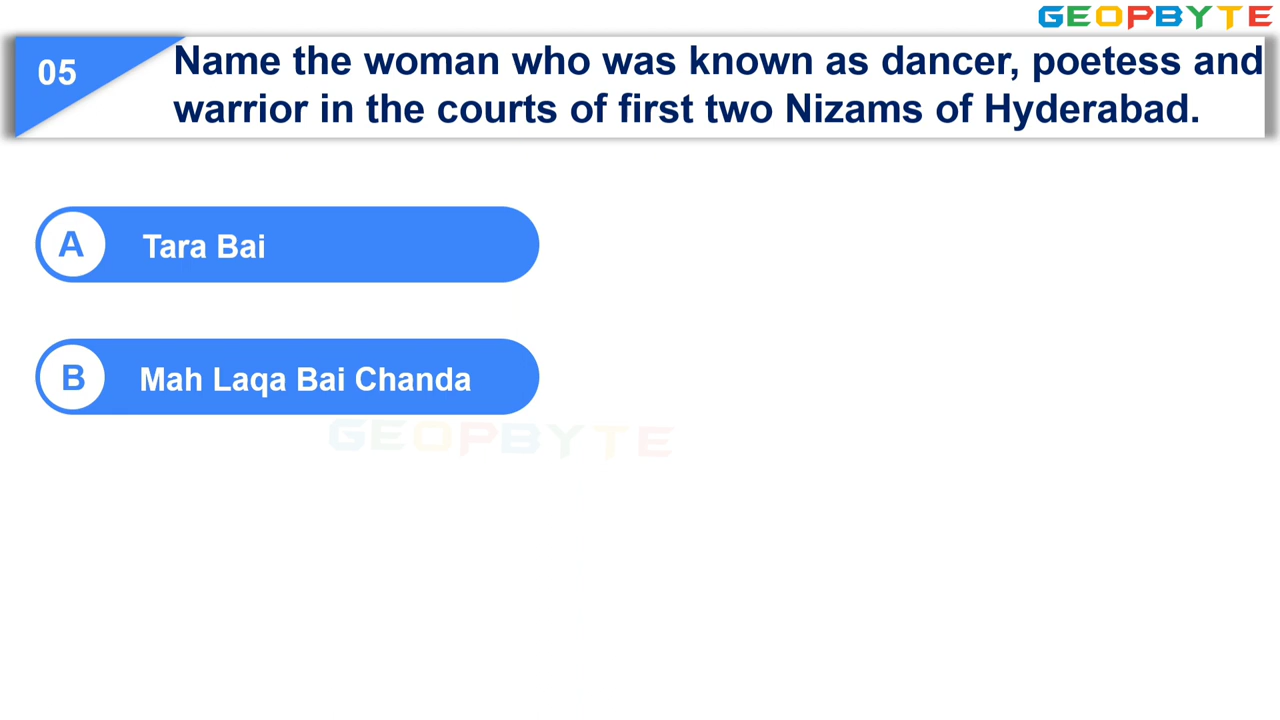 GEOPBYTE
05
Name the woman who was known as dancer, poetess and
warrior in the courts of first two Nizams of Hyderabad.
A
Tara Bai
B
Mah Laqa Bai Chanda
GEOPBYTE